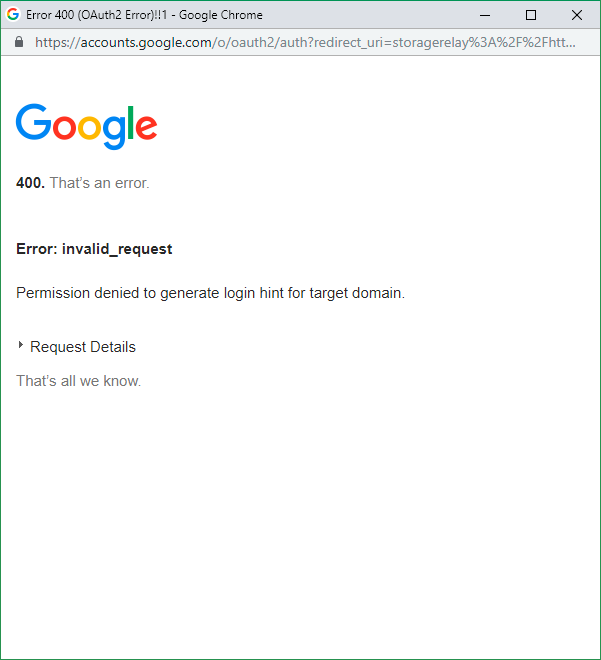 Error 400 (OAuth2 Error)!!1 - Google Chrome
https://accounts.google.com/o/oauth2/auth?redirect_uri=storagerelay%3A%2F%2Fhtt...
Google
400. That's an error.
Error: invalid_request
Permission denied to generate login hint for target domain.
Request Details
That's all we know.